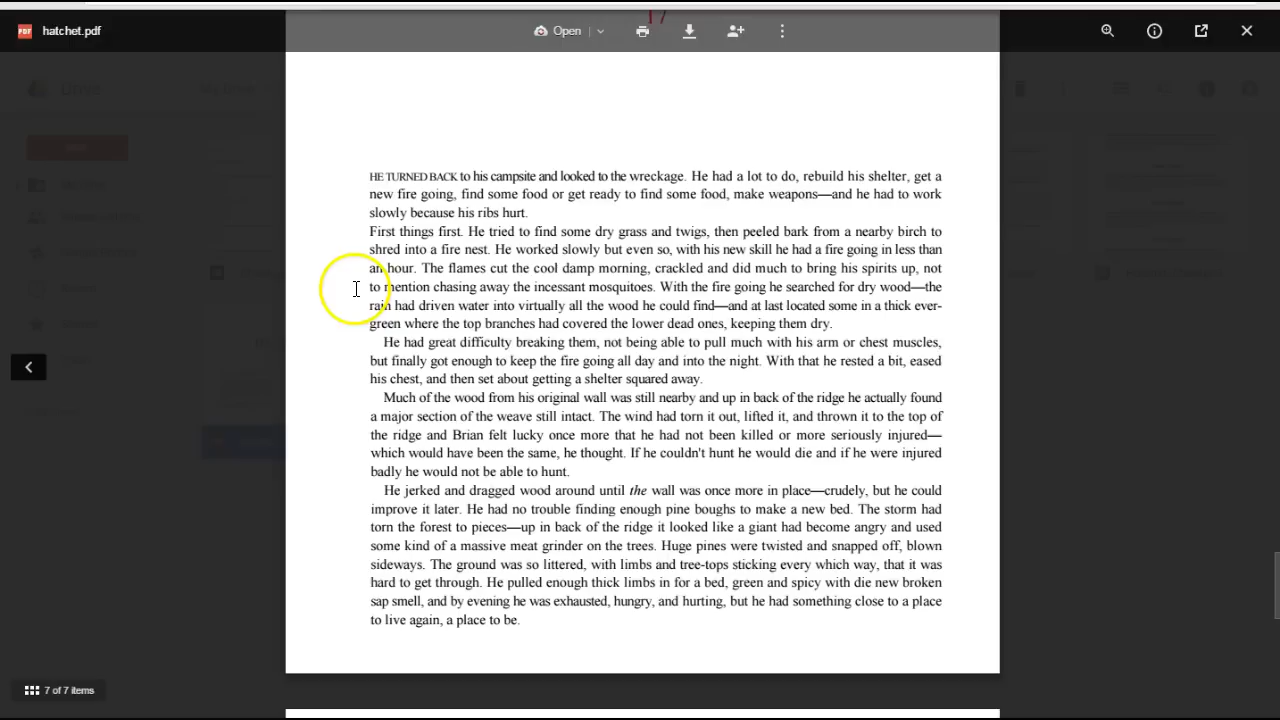 17
hatchet.pdf
Open
HE TURNED BACK to his campsite and looked to the wreckage. He had a lot to do, rebuild his shelter, get a
new fire going, find some food or get ready to find some food, make weapons—and he had to work
slowly because his ribs hurt.
First things first. He tried to find some dry grass and twigs, then peeled bark from a nearby birch to
shred into a fire nest. He worked slowly but even so, with his new skill he had a fire going in less than
an hour. The flames cut the cool damp morning, crackled and did much to bring his spirits up, not
to mention chasing away the incessant mosquitoes. With the fire going he searched for dry wood—the
rain had driven water into virtually all the wood he could find—and at last located some in a thick ever-
green where the top branches had covered the lower dead ones, keeping them dry.
He had great difficulty breaking them, not being able to pull much with his arm or chest muscles,
but finally got enough to keep the fire going all day and into the night. With that he rested a bit, eased
his chest, and then set about getting a shelter squared away.
Much of the wood from his original wall was still nearby and up in back of the ridge he actually found
a major section of the weave still intact. The wind had torn it out, lifted it, and thrown it to the top of
the ridge and Brian felt lucky once more that he had not been killed or more seriously injured—
which would have been the same, he thought. If he couldn't hunt he would die and if he were injured
badly he would not be able to hunt.
He jerked and dragged wood around until the wall was once more in place—crudely, but he could
improve it later. He had no trouble finding enough pine boughs to make a new bed. The storm had
torn the forest to pieces—up in back of the ridge it looked like a giant had become angry and used
some kind of a massive meat grinder on the trees. Huge pines were twisted and snapped off, blown
sideways. The ground was so littered, with limbs and tree-tops sticking every which way, that it was
hard to get through. He pulled enough thick limbs in for a bed, green and spicy with die new broken
sap smell, and by evening he was exhausted, hungry, and hurting, but he had something close to a place
to live again, a place to be.
7 of 7 items